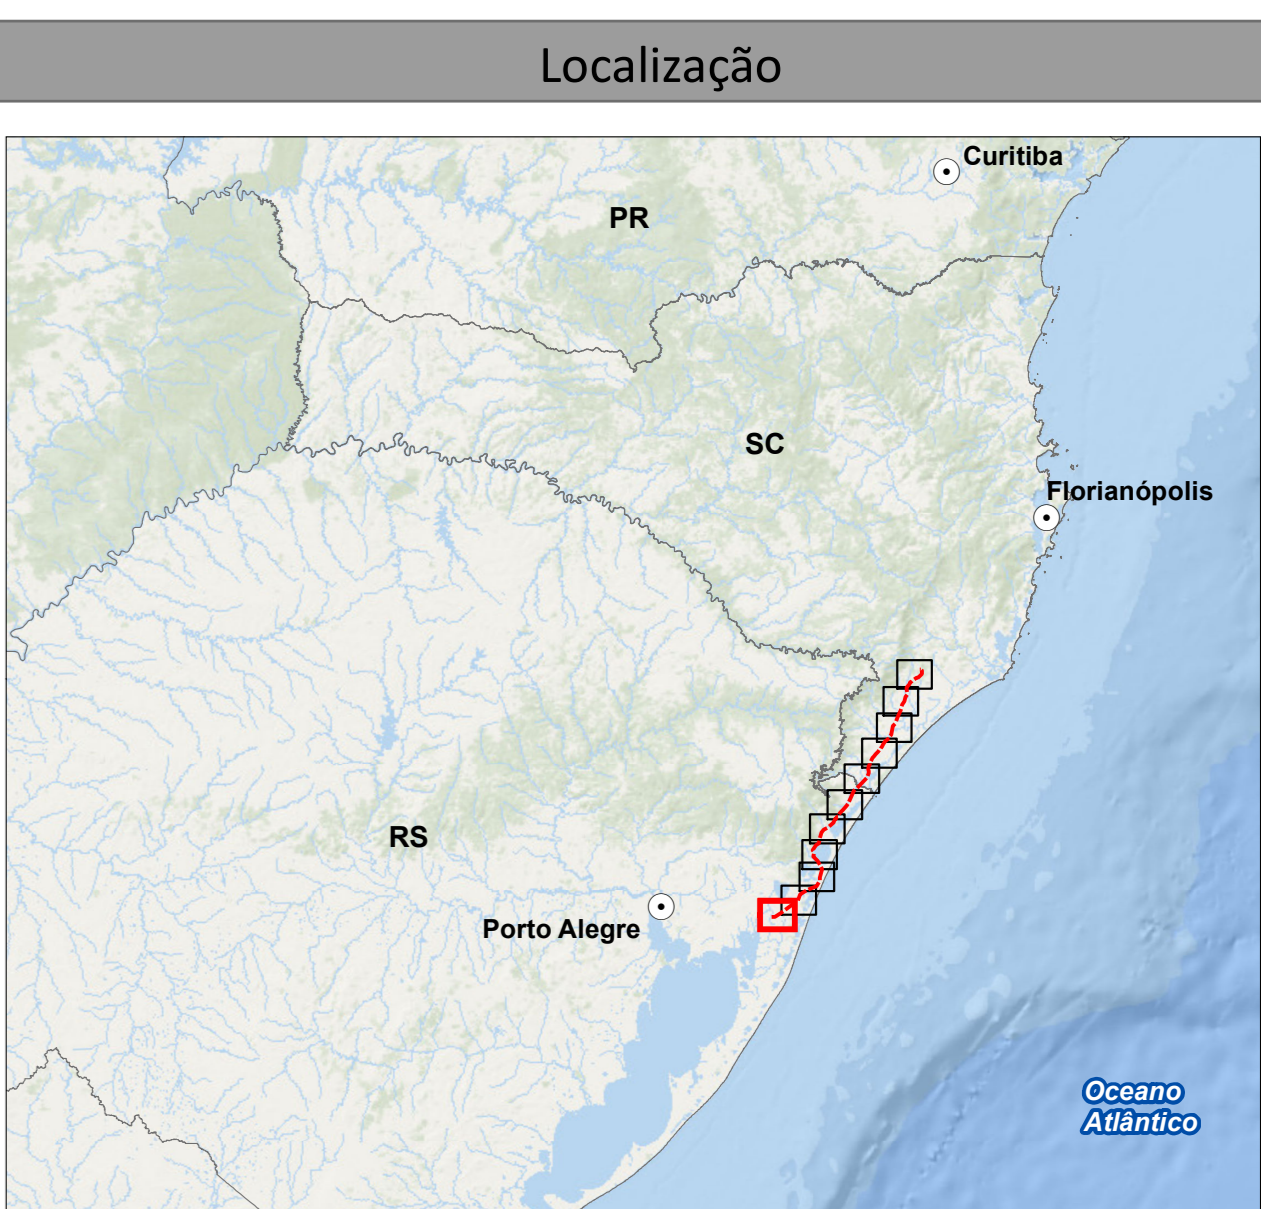 Localização
Curitiba
PR
SC
Florianópolis
RS
Porto Alegre
Oceano
Atlântico